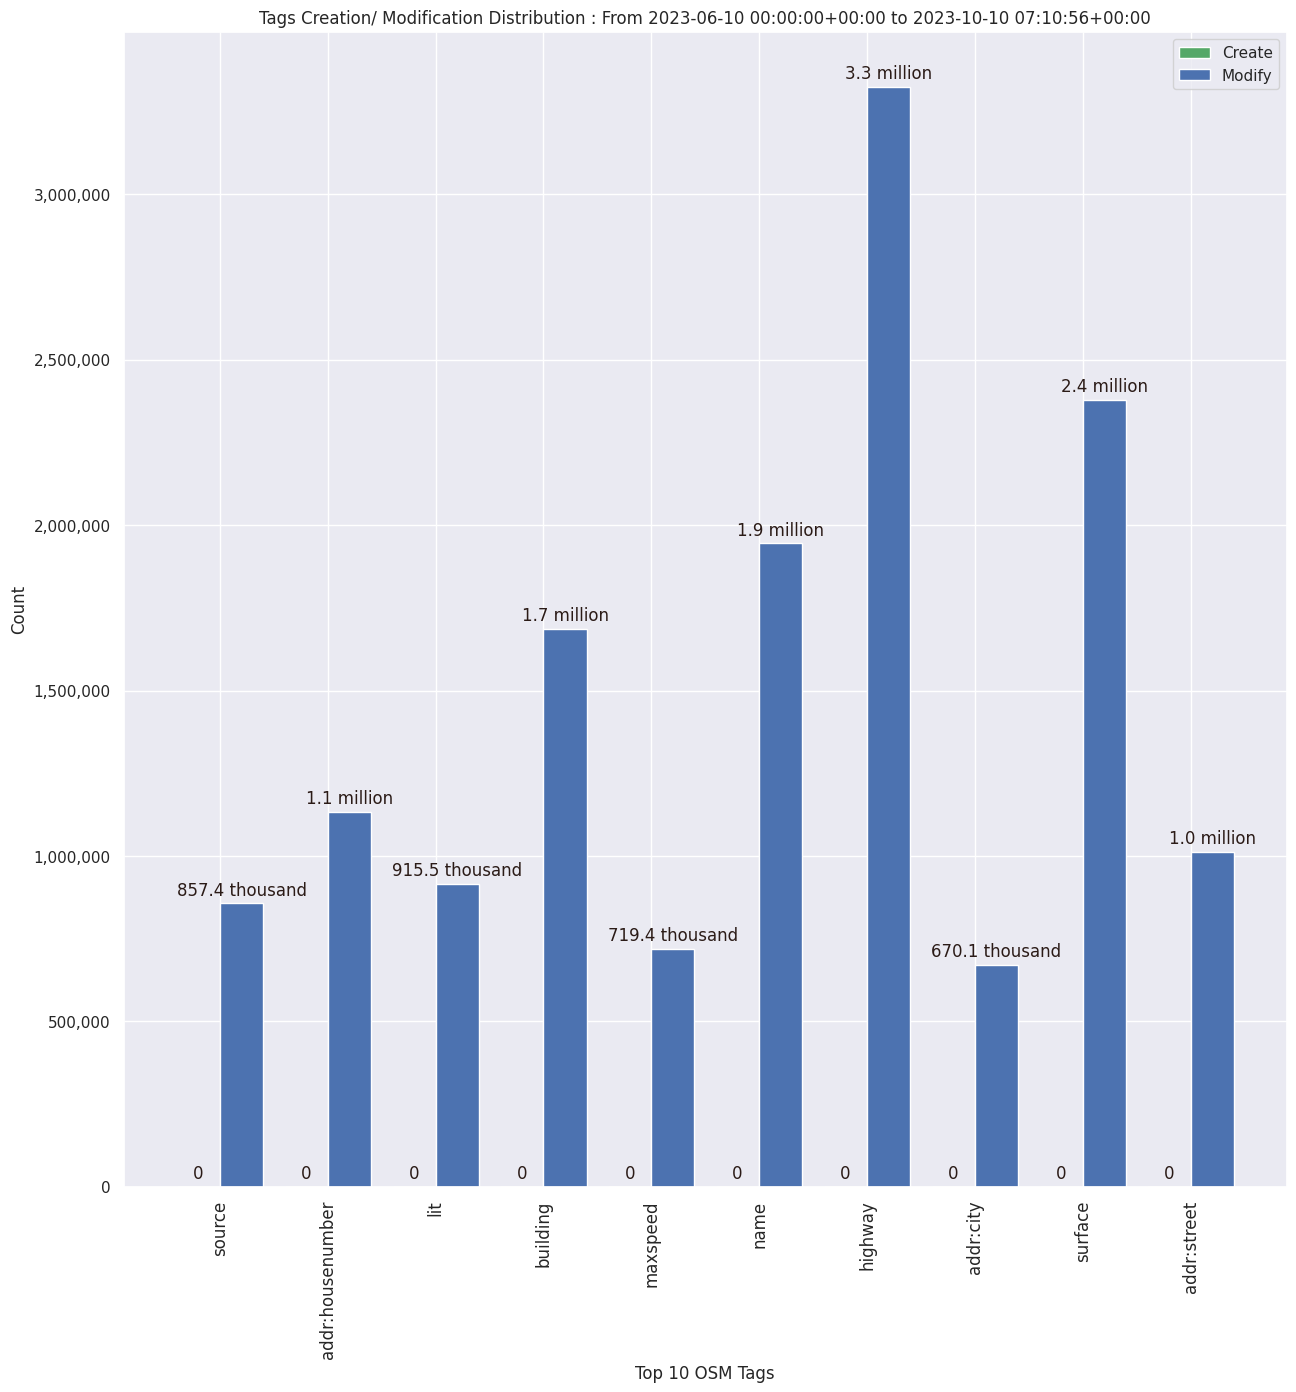 Tags Creation/ Modification Distribution : From 2023-06-10 00:00:00+00:00 to 2023-10-10 07:10:56+00:00
Create
Modify
3.3 million
3,000,000
2,500,000
2.4 million
2,000,000
1.9 million
1.7 million
1,500,000
1.1 million
1,000,000
1.0 million
915.5 thousand
857.4 thousand
719.4 thousand
670.1 thousand
500,000
0 0 0 0 0 0 0 0 0 0
0
Count
source
addr:housenumber
lit
building
maxspeed
name
highway
addr:city
surface
addr:street
Top 10 OSM Tags